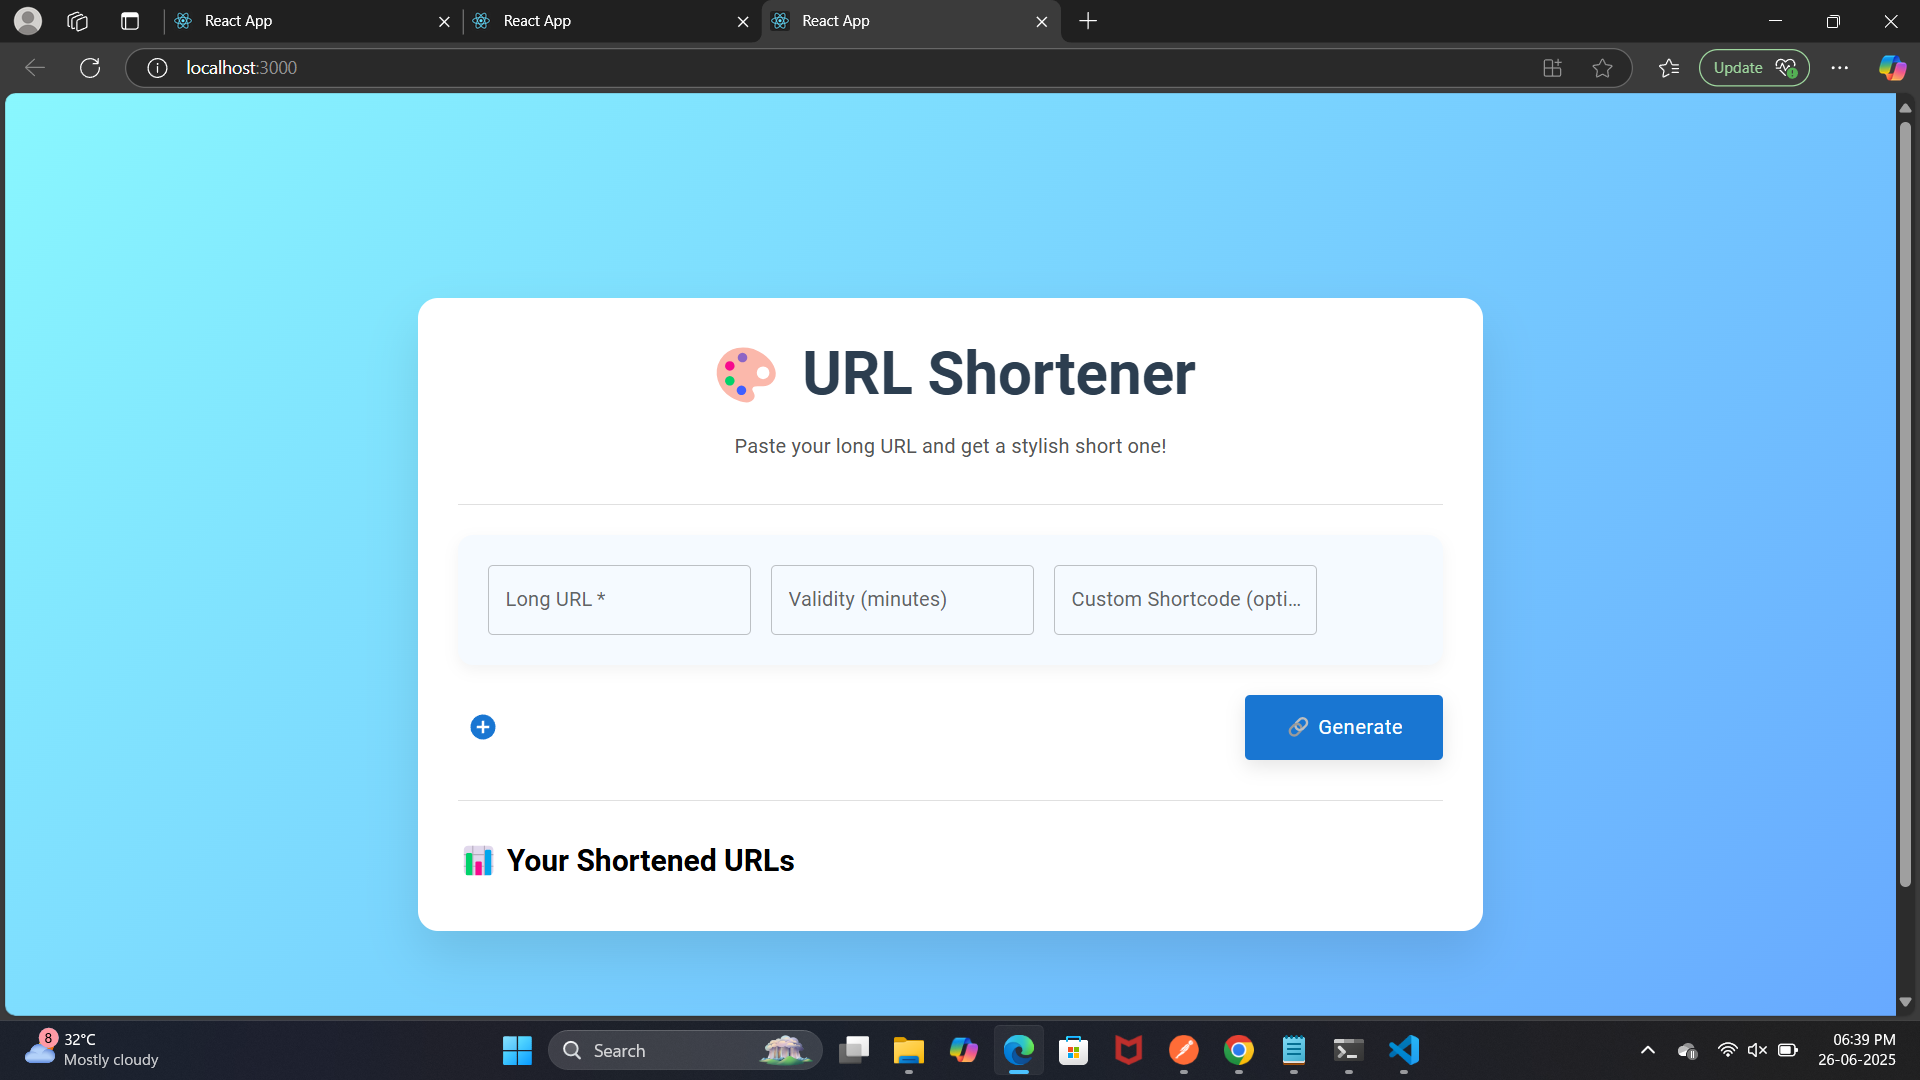 React App
React App
React App
localhost:3000
Update
URL Shortener
Paste your long URL and get a stylish short one!
Long URL *
Validity (minutes)
Custom Shortcode (opti...
Generate
Your Shortened URLs
8
32°C
Mostly cloudy
Search
06:39 PM
26-06-2025